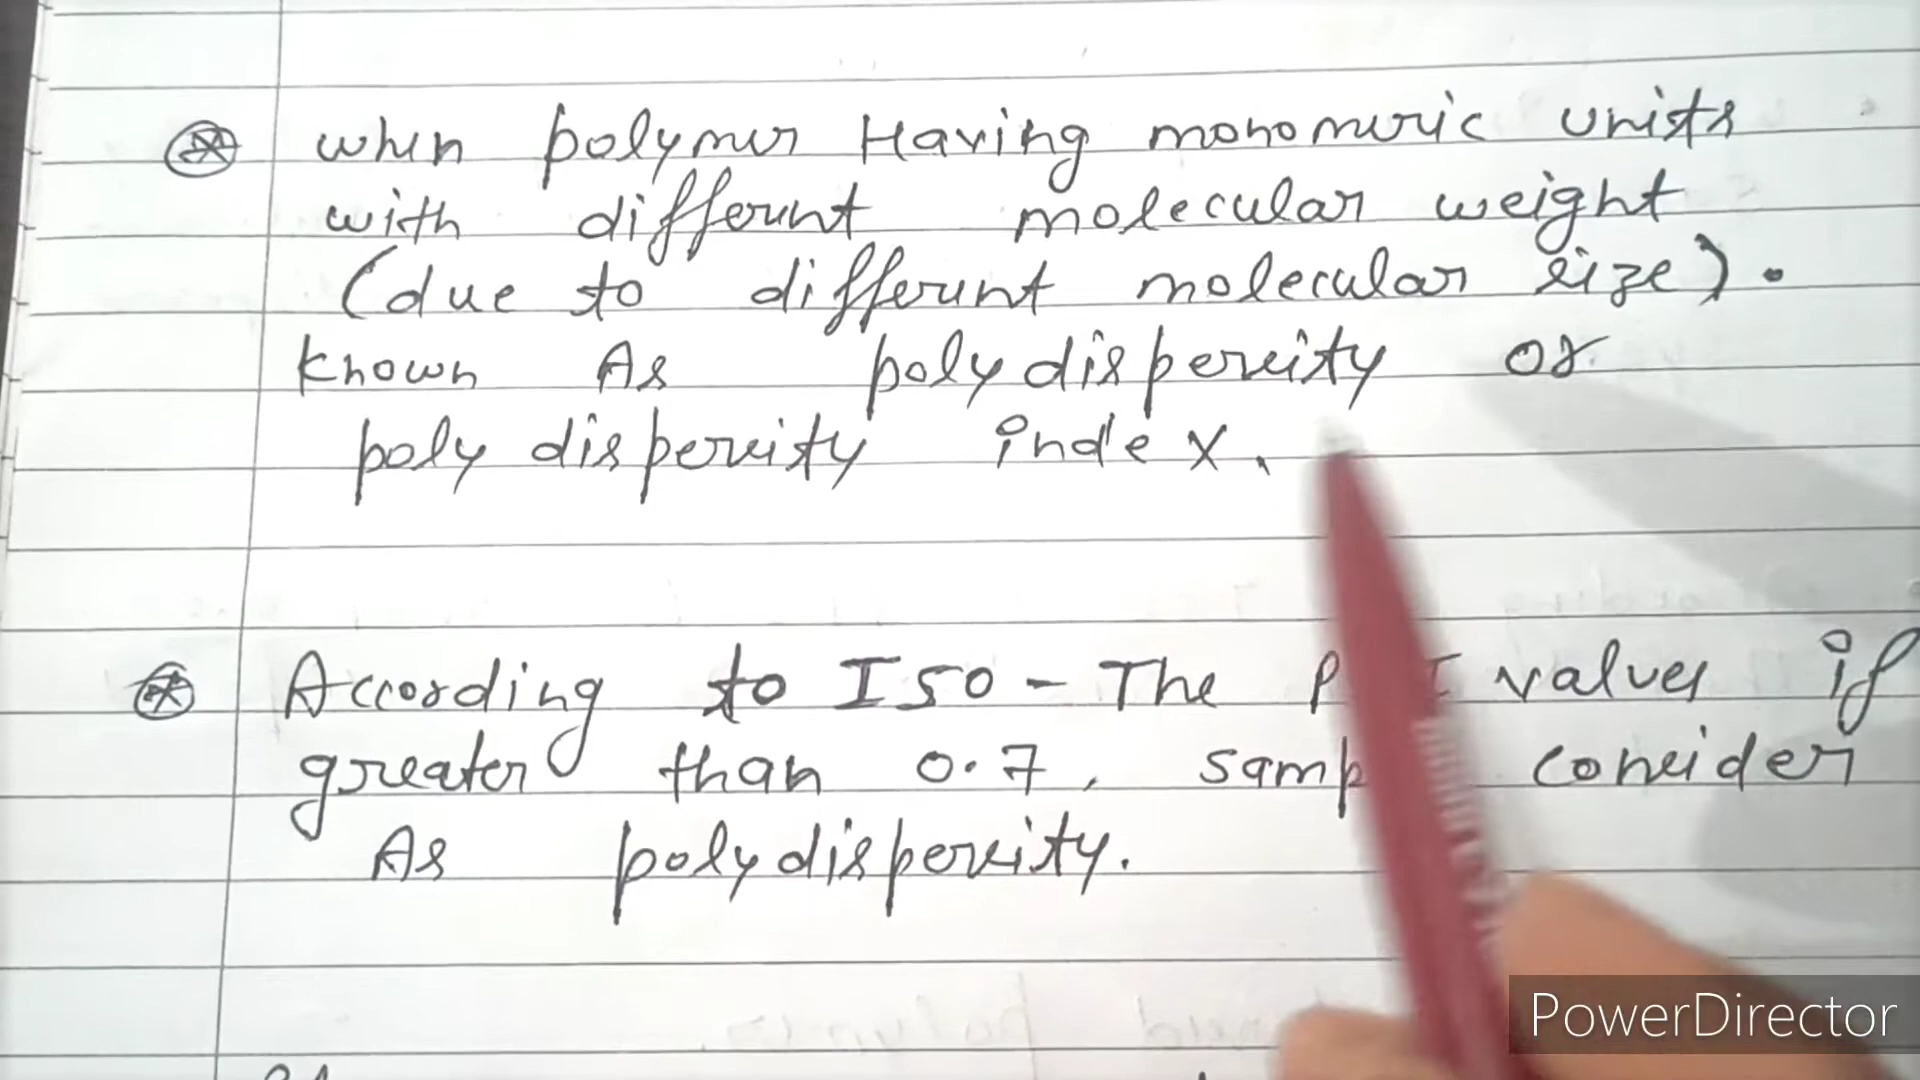 when polymer Having monomeric units
with different molecular weight
(due to different molecular size).
known As polydispersity or
poly dispersity index.
According to ISO - The values if
greater than 0.7, consider
As polydispersity.
PowerDirector